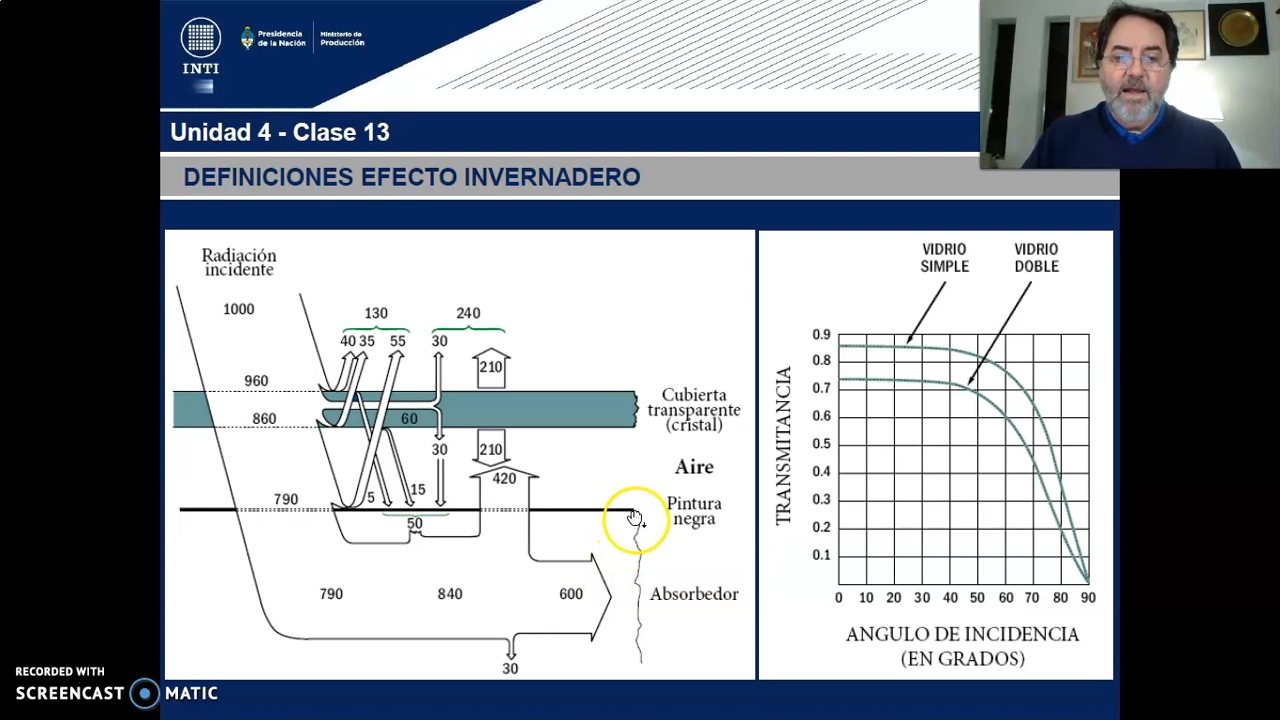 INTI
Presidencia
de la Nación
Ministerio de
Producción
Unidad 4 - Clase 13
DEFINICIONES EFECTO INVERNADERO
Radiación
incidente
1000
130
240
40 35 55 30
210
960
860
60
Cubierta
transparente
(cristal)
30
210
Aire
420
790
5
15
50
Pintura
negra
790
840
600
Absorbedor
30
VIDRIO
SIMPLE
VIDRIO
DOBLE
TRANSMITANCIA
0.9
0.8
0.7
0.6
0.5
0.4
0.3
0.2
0.1
0 10 20 30 40 50 60 70 80 90
ANGULO DE INCIDENCIA
(EN GRADOS)
RECORDED WITH
SCREENCAST MATIC